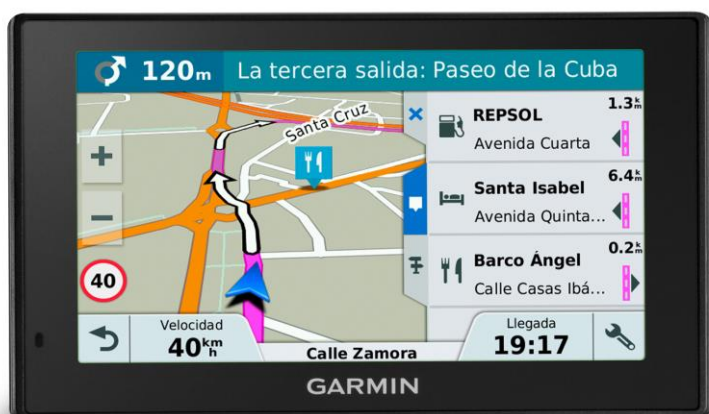 120m La tercera salida: Paseo de la Cuba
Santa Cruz
REPSOL 1.3km
Avenida Cuarta
Santa Isabel 6.4km
Avenida Quinta...
Barco Ángel 0.2km
Calle Casas Ibá...
+
−
40
Velocidad
40km/h
Calle Zamora
Llegada
19:17
GARMIN